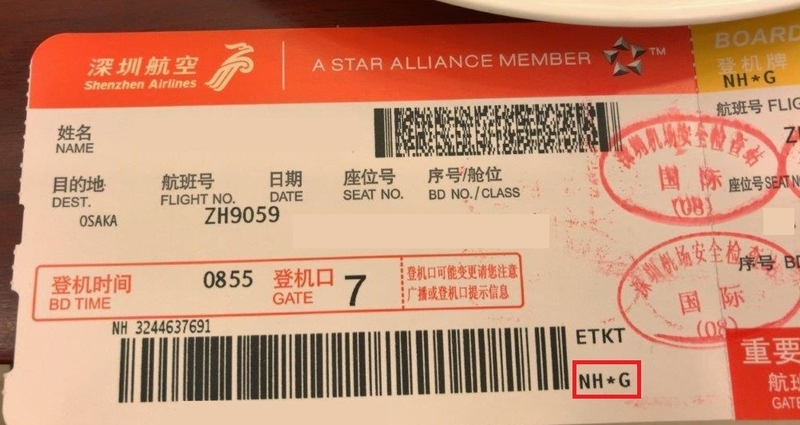 深圳航空
Shenzhen Airlines
A STAR ALLIANCE MEMBER
TM
BOARD
登机牌
NH*G
姓名
NAME
航班号 FLIG
目的地
DEST.
OSAKA
航班号
FLIGHT NO.
ZH9059
日期
DATE
座位号
SEAT NO.
序号/舱位
BD NO./CLASS
座位号SEAT N
深圳机场安全检查
国际
(08)
登机时间
BD TIME
0855
登机口
GATE
7
登机口可能变更请您注意
广播或登机口提示信息
深圳机场安全检
国际
(08)
序号 B
NH 3244637691
ETKT
NH*G
重要
航班
GATE